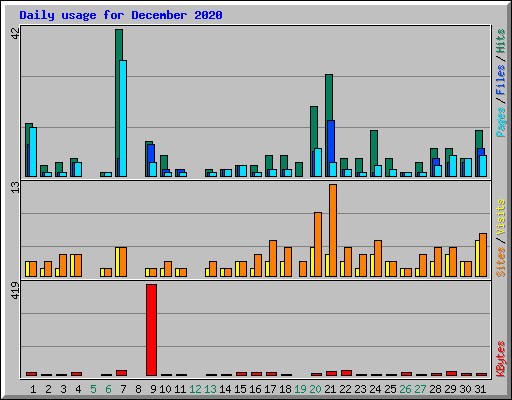 Daily usage for December 2020
42
13
419
Pages / Files / Hits
Sites / Visits
KBytes
1 2 3 4 5 6 7 8 9 10 11 12 13 14 15 16 17 18 19 20 21 22 23 24 25 26 27 28 29 30 31